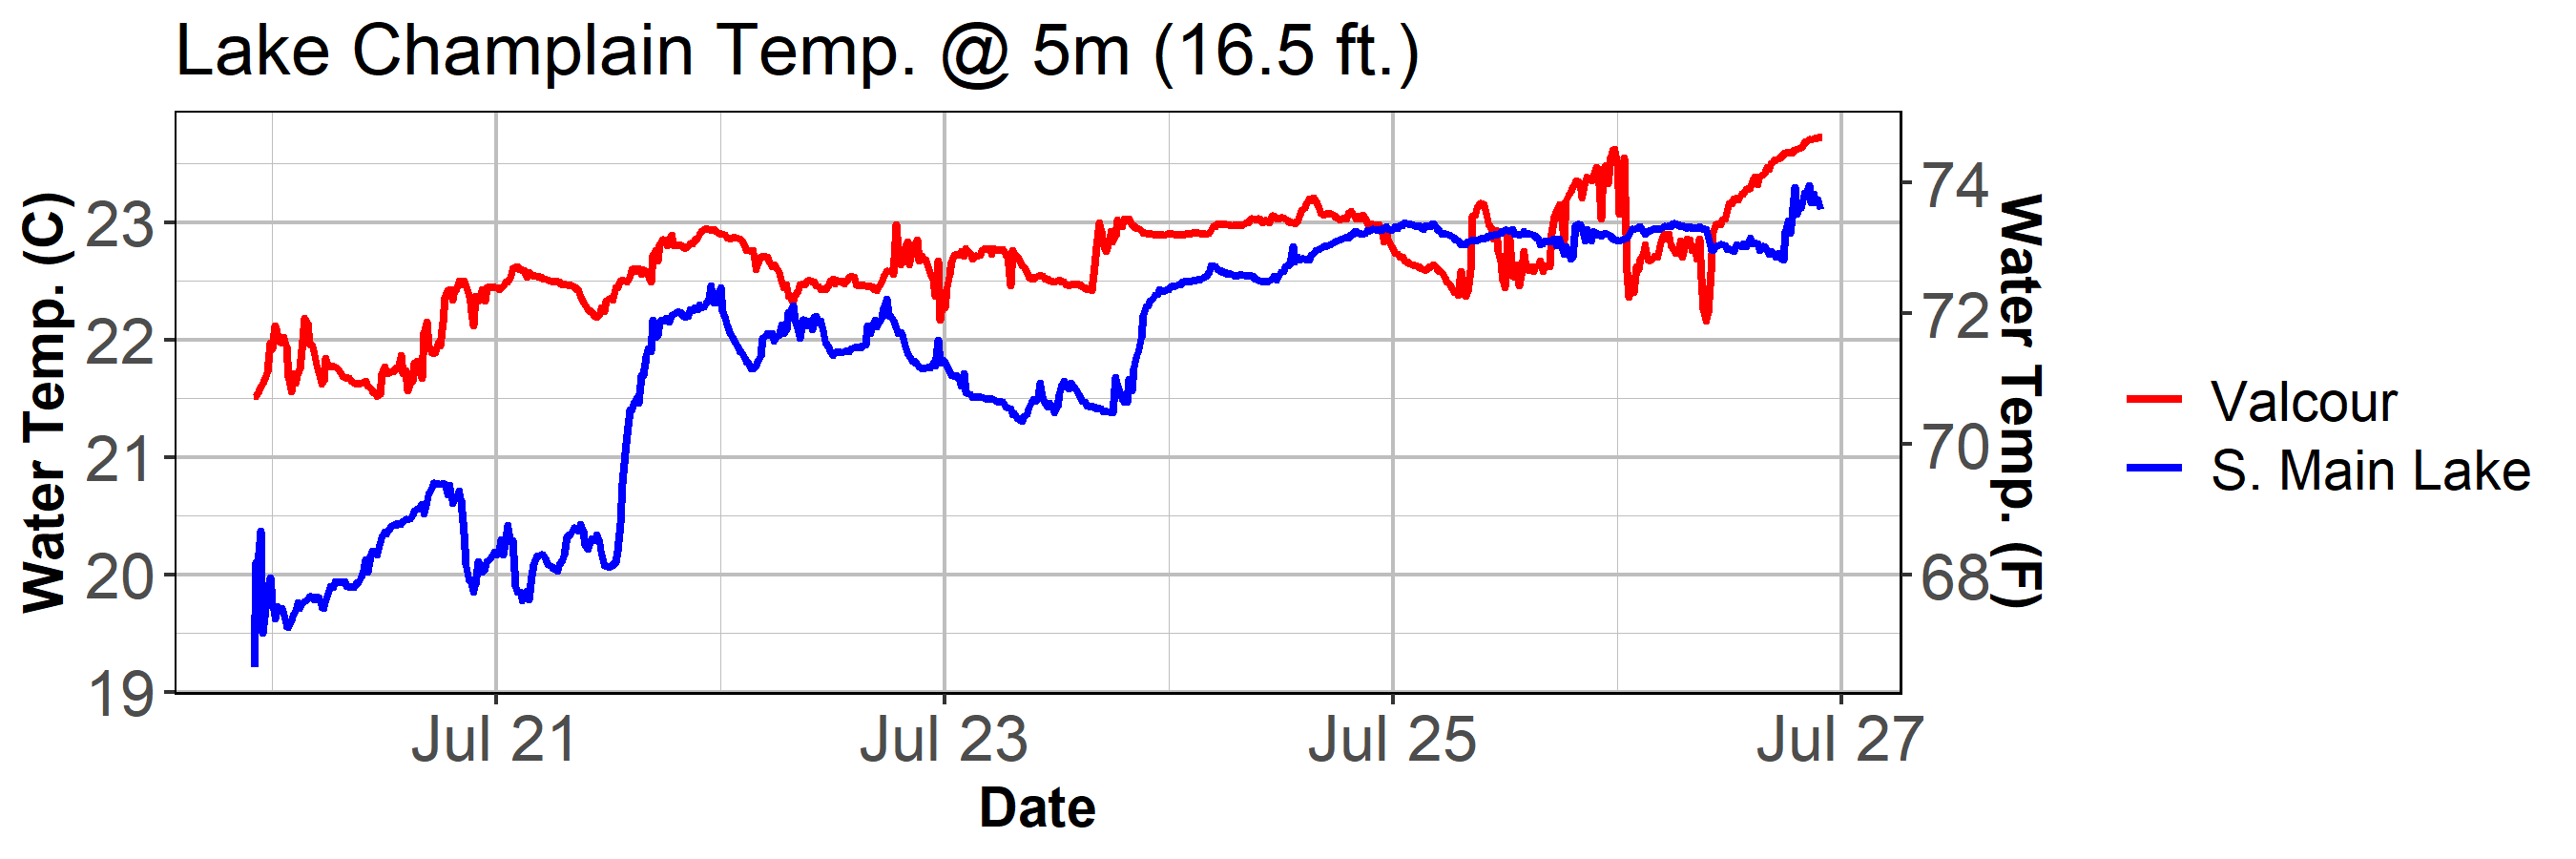 Lake Champlain Temp. @ 5m (16.5 ft.)
Water Temp. (C)
23
22
21
20
19
74
72
70
68
Water Temp. (F)
Jul 21
Jul 23
Jul 25
Jul 27
Date
Valcour
S. Main Lake